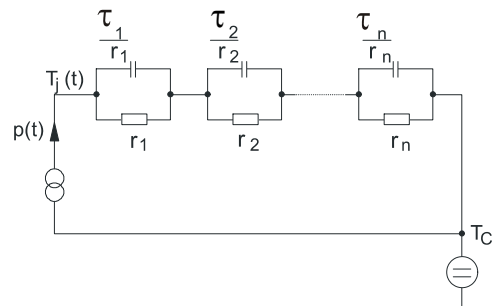 τ1/r1 τ2/r2 τn/rn
Tj (t)
p(t)
r1 r2 rn
TC